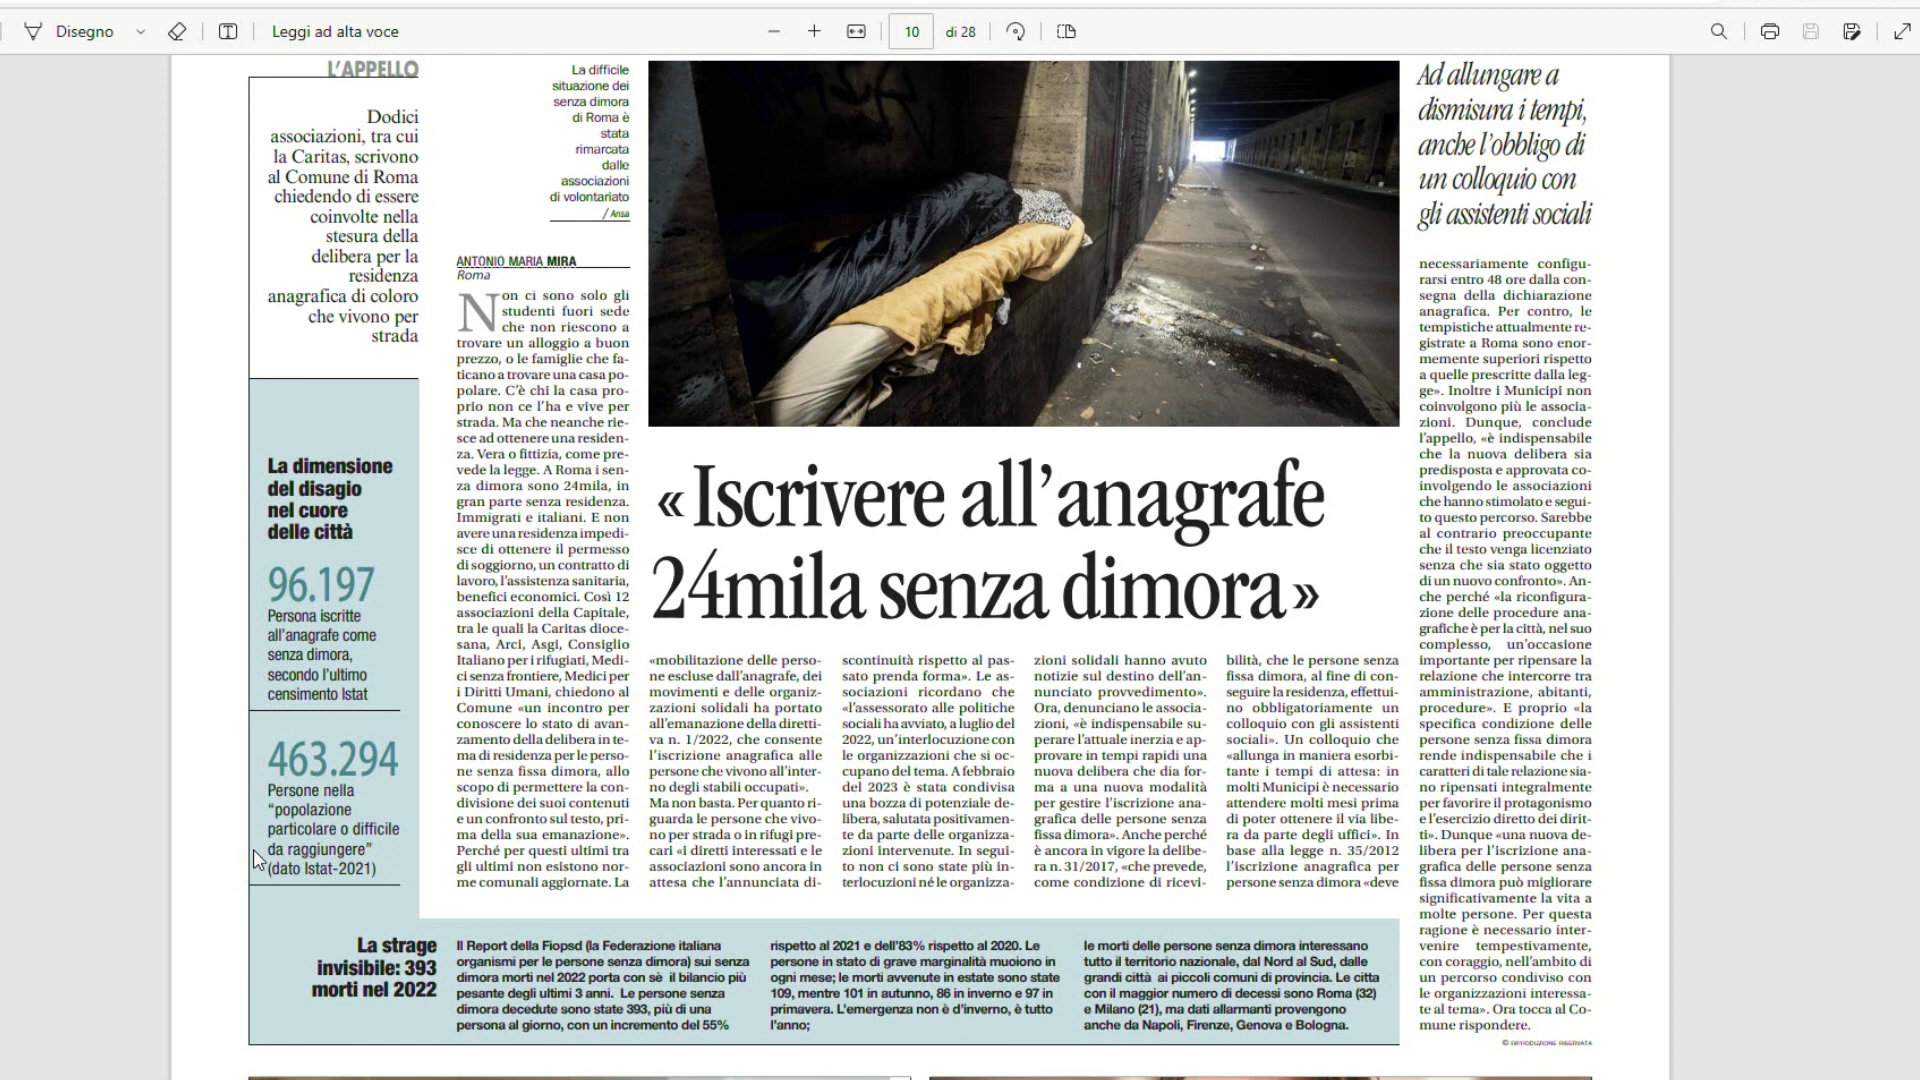 Disegno
Leggi ad alta voce
10
di 28
L'APPELLO
Dodici
associazioni, tra cui
la Caritas, scrivono
al Comune di Roma
chiedendo di essere
coinvolte nella
stesura della
delibera per la
residenza
anagrafica di coloro
che vivono per
strada
La dimensione
del disagio
nel cuore
delle città
96.197
Persona iscritte
all'anagrafe come
senza dimora,
secondo l'ultimo
censimento Istat
463.294
Persone nella
“popolazione
particolare o difficile
da raggiungere”
(dato Istat-2021)
La difficile
situazione dei
senza dimora
di Roma è
stata
rimarcata
dalle
associazioni
di volontariato
/ Ansa
ANTONIO MARIA MIRA
Roma
Non ci sono solo gli
studenti fuori sede
che non riescono a
trovare un alloggio a buon
prezzo, o le famiglie che fa-
ticano a trovare una casa po-
polare. C'è chi la casa pro-
prio non ce l'ha e vive per
strada. Ma che neanche rie-
sce ad ottenere una residen-
za. Vera o fittizia, come pre-
vede la legge. A Roma i sen-
za dimora sono 24mila, in
gran parte senza residenza.
Immigrati e italiani. E non
avere una residenza impedi-
sce di ottenere il permesso
di soggiorno, un contratto di
lavoro, l'assistenza sanitaria,
benefici economici. Così 12
associazioni della Capitale,
tra le quali la Caritas dioce-
sana, Arci, Asgi, Consiglio
Italiano per i rifugiati, Medi-
ci senza frontiere, Medici per
i Diritti Umani, chiedono al
Comune «un incontro per
conoscere lo stato di avan-
zamento della delibera in te-
ma di residenza per le perso-
ne senza fissa dimora, allo
scopo di permettere la con-
divisione dei suoi contenuti
e un confronto sul testo, pri-
ma della sua emanazione».
Perché per questi ultimi tra
gli ultimi non esistono nor-
me comunali aggiornate. La
«Iscrivere all'anagrafe
24mila senza dimora»
«mobilitazione delle perso-
ne escluse dall'anagrafe, dei
movimenti e delle organiz-
zazioni solidali ha portato
all'emanazione della diretti-
va n. 1/2022, che consente
l'iscrizione anagrafica alle
persone che vivono all'inter-
no degli stabili occupati».
Ma non basta. Per quanto ri-
guarda le persone che vivo-
no per strada o in rifugi pre-
cari «i diretti interessati e le
associazioni sono ancora in
attesa che l'annunciata di-
scontinuità rispetto al pas-
sato prenda forma». Le as-
sociazioni ricordano che
«l'assessorato alle politiche
sociali ha avviato, a luglio del
2022, un'interlocuzione con
le organizzazioni che si oc-
cupano del tema. A febbraio
del 2023 è stata condivisa
una bozza di potenziale de-
libera, salutata positivamen-
te da parte delle organizza-
zioni intervenute. In segui-
to non ci sono state più in-
terlocuzioni né le organizza-
zioni solidali hanno avuto
notizie sul destino dell'an-
nunciato provvedimento».
Ora, denunciano le associa-
zioni, «è indispensabile su-
perare l'attuale inerzia e ap-
provare in tempi rapidi una
nuova delibera che dia for-
ma a una nuova modalità
per gestire l'iscrizione ana-
grafica delle persone senza
fissa dimora». Anche perché
è ancora in vigore la delibe-
ra n. 31/2017, «che prevede,
come condizione di ricevi-
bilità, che le persone senza
fissa dimora, al fine di con-
seguire la residenza, effettui-
no obbligatoriamente un
colloquio con gli assistenti
sociali». Un colloquio che
«allunga in maniera esorbi-
tante i tempi di attesa: in
molti Municipi è necessario
attendere molti mesi prima
di poter ottenere il via libe-
ra da parte degli uffici». In
base alla legge n. 35/2012
l'iscrizione anagrafica per
persone senza dimora «deve
Ad allungare a
dismisura i tempi,
anche l'obbligo di
un colloquio con
gli assistenti sociali
necessariamente configu-
rarsi entro 48 ore dalla con-
segna della dichiarazione
anagrafica. Per contro, le
tempistiche attualmente re-
gistrate a Roma sono enor-
memente superiori rispetto
a quelle prescritte dalla leg-
ge». Inoltre i Municipi non
coinvolgono più le associa-
zioni. Dunque, conclude
l'appello, «è indispensabile
che la nuova delibera sia
predisposta e approvata co-
involgendo le associazioni
che hanno stimolato e segui-
to questo percorso. Sarebbe
al contrario preoccupante
che il testo venga licenziato
senza che sia stato oggetto
di un nuovo confronto». An-
che perché «la riconfigura-
zione delle procedure ana-
grafiche è per la città, nel suo
complesso, un'occasione
importante per ripensare la
relazione che intercorre tra
amministrazione, abitanti,
procedure». E proprio «la
specifica condizione delle
persone senza fissa dimora
rende indispensabile che i
caratteri di tale relazione sia-
no ripensati integralmente
per favorire il protagonismo
e l'esercizio diretto dei dirit-
ti». Dunque «una nuova de-
libera per l'iscrizione ana-
grafica delle persone senza
fissa dimora può migliorare
significativamente la vita a
molte persone. Per questa
ragione è necessario inter-
venire tempestivamente,
con coraggio, nell'ambito di
un percorso condiviso con
le organizzazioni interessa-
te al tema». Ora tocca al Co-
mune rispondere.
© RIPRODUZIONE RISERVATA
La strage
invisibile: 393
morti nel 2022
Il Report della Fiopsd (la Federazione italiana
organismi per le persone senza dimora) sui senza
dimora morti nel 2022 porta con sè il bilancio più
pesante degli ultimi 3 anni. Le persone senza
dimora decedute sono state 393, più di una
persona al giorno, con un incremento del 55%
rispetto al 2021 e dell'83% rispetto al 2020. Le
persone in stato di grave marginalità muoiono in
ogni mese; le morti avvenute in estate sono state
109, mentre 101 in autunno, 86 in inverno e 97 in
primavera. L'emergenza non è d'inverno, è tutto
l'anno;
le morti delle persone senza dimora interessano
tutto il territorio nazionale, dal Nord al Sud, dalle
grandi città ai piccoli comuni di provincia. Le citta
con il maggior numero di decessi sono Roma (32)
e Milano (21), ma dati allarmanti provengono
anche da Napoli, Firenze, Genova e Bologna.